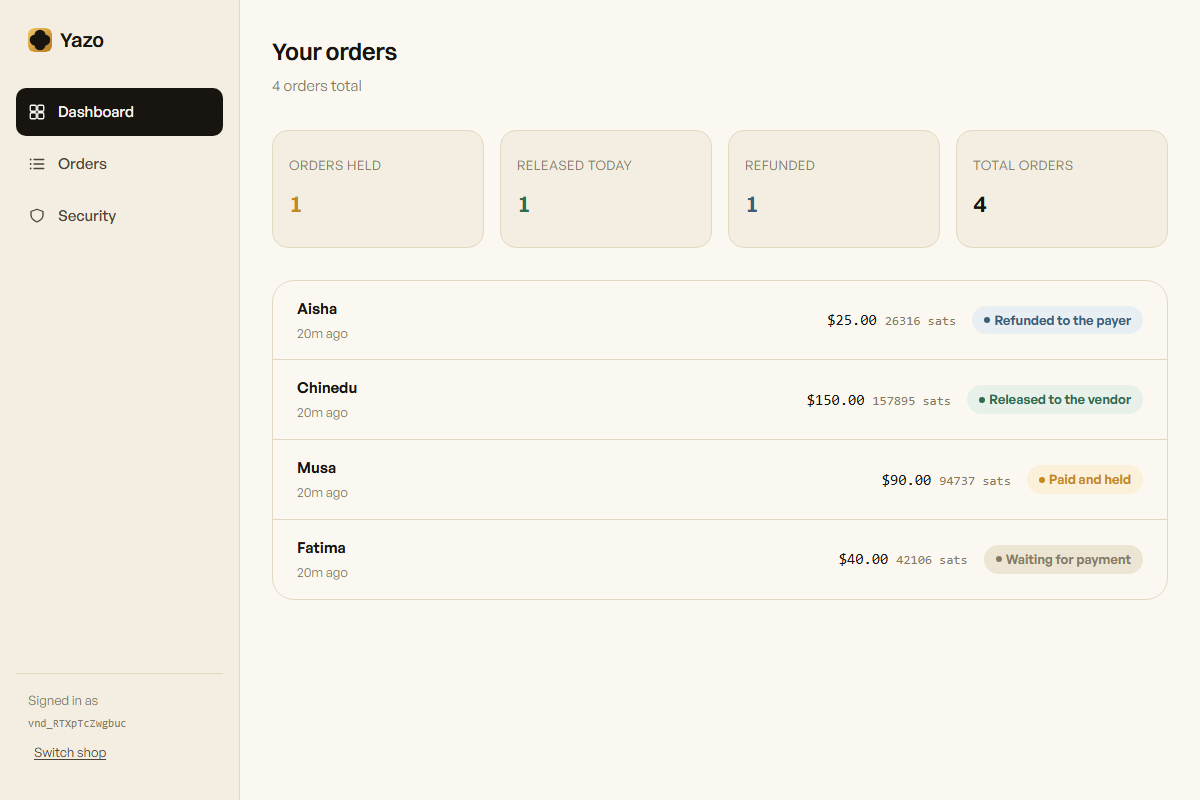 Yazo
Dashboard
Orders
Security
Signed in as
vnd_RTXpTcZwgbuc
Switch shop
Your orders
4 orders total
ORDERS HELD
1
RELEASED TODAY
1
REFUNDED
1
TOTAL ORDERS
4
Aisha
20m ago
$25.00 26316 sats
Refunded to the payer
Chinedu
20m ago
$150.00 157895 sats
Released to the vendor
Musa
20m ago
$90.00 94737 sats
Paid and held
Fatima
20m ago
$40.00 42106 sats
Waiting for payment